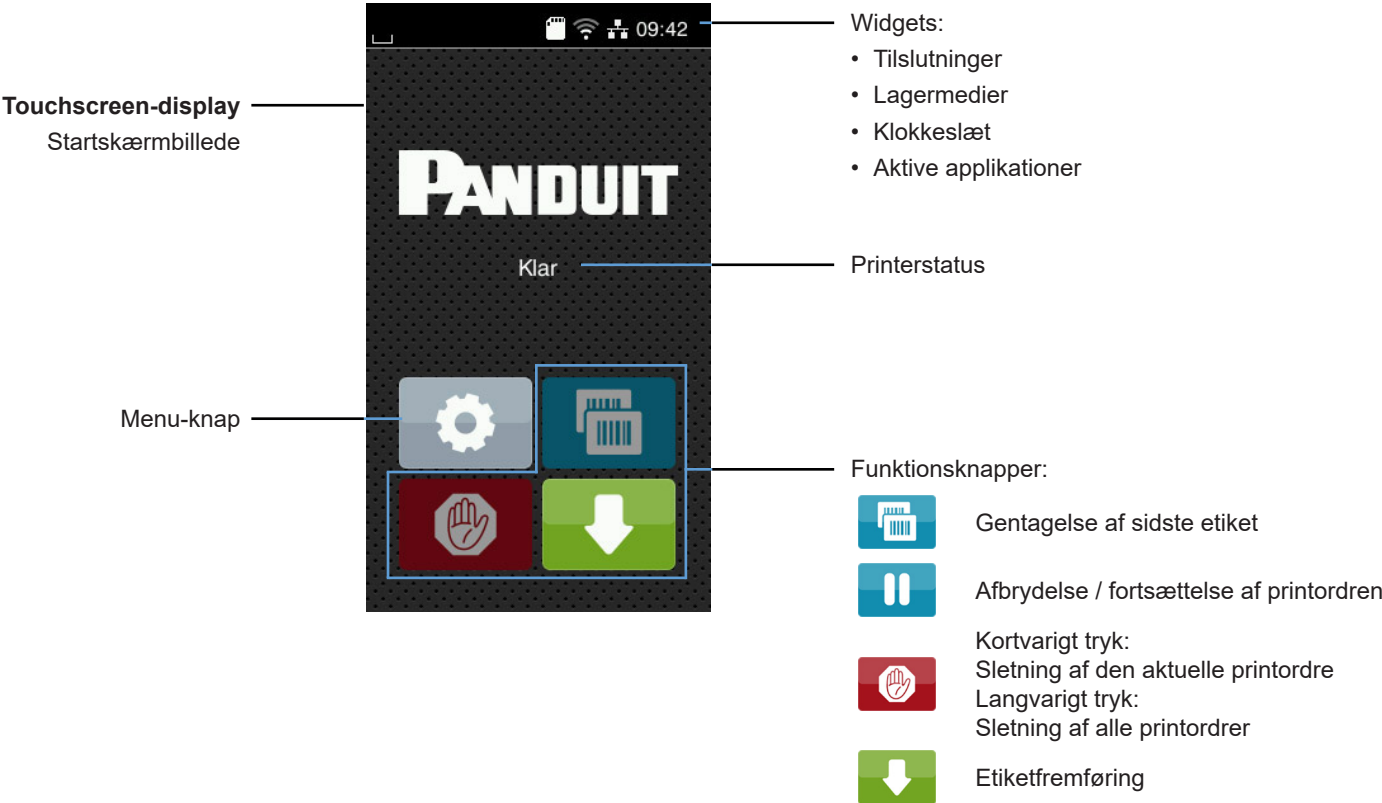 09:42
Touchscreen-display
Startskærmbillede
PANDUIT
Klar
Menu-knap
Widgets:
• Tilslutninger
• Lagermedier
• Klokkeslæt
• Aktive applikationer
Printerstatus
Funktionsknapper:
Gentagelse af sidste etiket
Afbrydelse / fortsættelse af printordren
Kortvarigt tryk:
Sletning af den aktuelle printordre
Langvarigt tryk:
Sletning af alle printordrer
Etiketfremføring